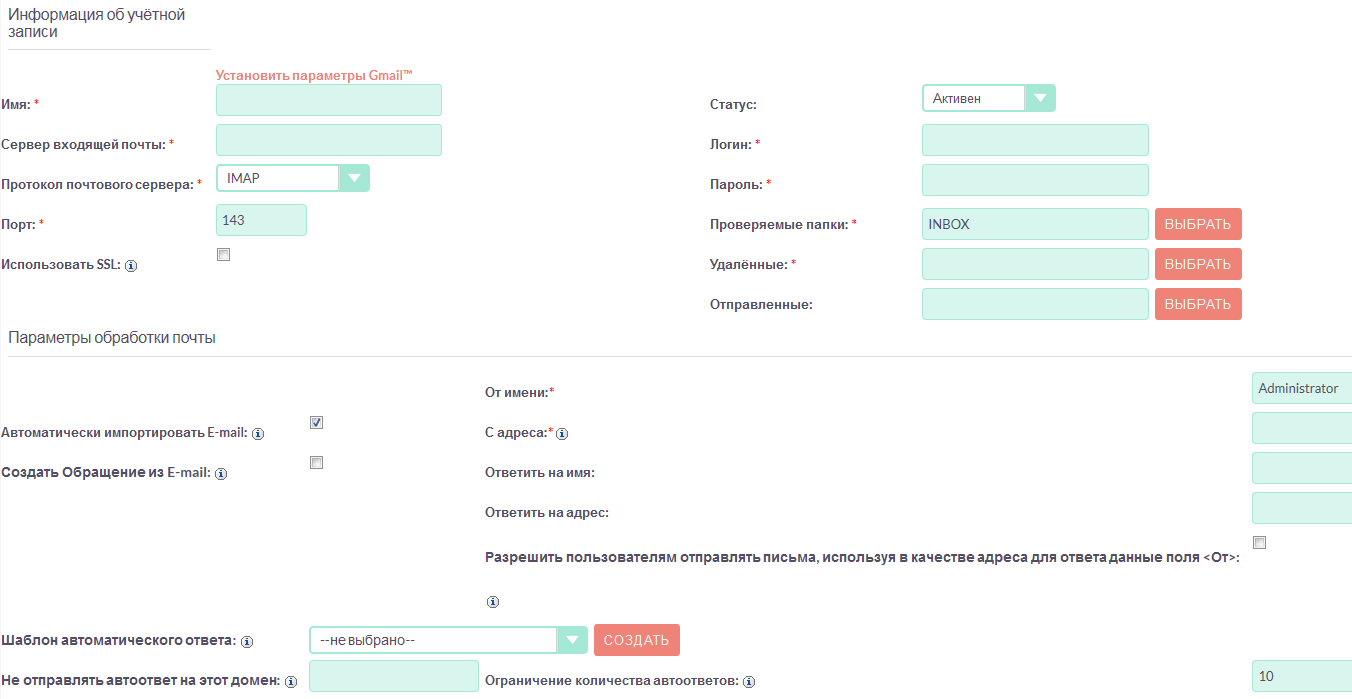 Информация об учётной
записи
Установить параметры Gmail™
Имя: *
Статус: Активен
Сервер входящей почты: *
Логин: *
Протокол почтового сервера: * IMAP
Пароль: *
Порт: * 143
Проверяемые папки: * INBOX ВЫБРАТЬ
Использовать SSL:
Удалённые: * ВЫБРАТЬ
Отправленные: ВЫБРАТЬ
Параметры обработки почты
От имени:* Administrator
Автоматически импортировать E-mail:
С адреса:*
Создать Обращение из E-mail:
Ответить на имя:
Ответить на адрес:
Разрешить пользователям отправлять письма, используя в качестве адреса для ответа данные поля <От>:
Шаблон автоматического ответа: --не выбрано-- СОЗДАТЬ
Не отправлять автоответ на этот домен:
Ограничение количества автоответов: 10